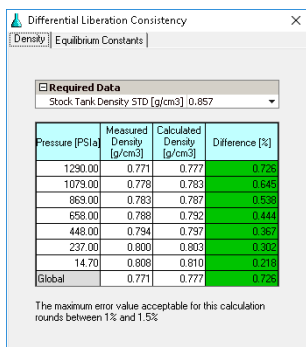 Differential Liberation Consistency
Density Equilibrium Constants
Required Data
Stock Tank Density STD [g/cm3] 0.857
Pressure [PSIa] Measured Density [g/cm3] Calculated Density [g/cm3] Difference [%]
1290.00 0.771 0.777 0.726
1079.00 0.778 0.783 0.645
869.00 0.783 0.787 0.538
658.00 0.788 0.792 0.444
448.00 0.794 0.797 0.367
237.00 0.800 0.803 0.302
14.70 0.808 0.810 0.218
Global 0.771 0.777 0.726
The maximum error value acceptable for this calculation
rounds between 1% and 1.5%